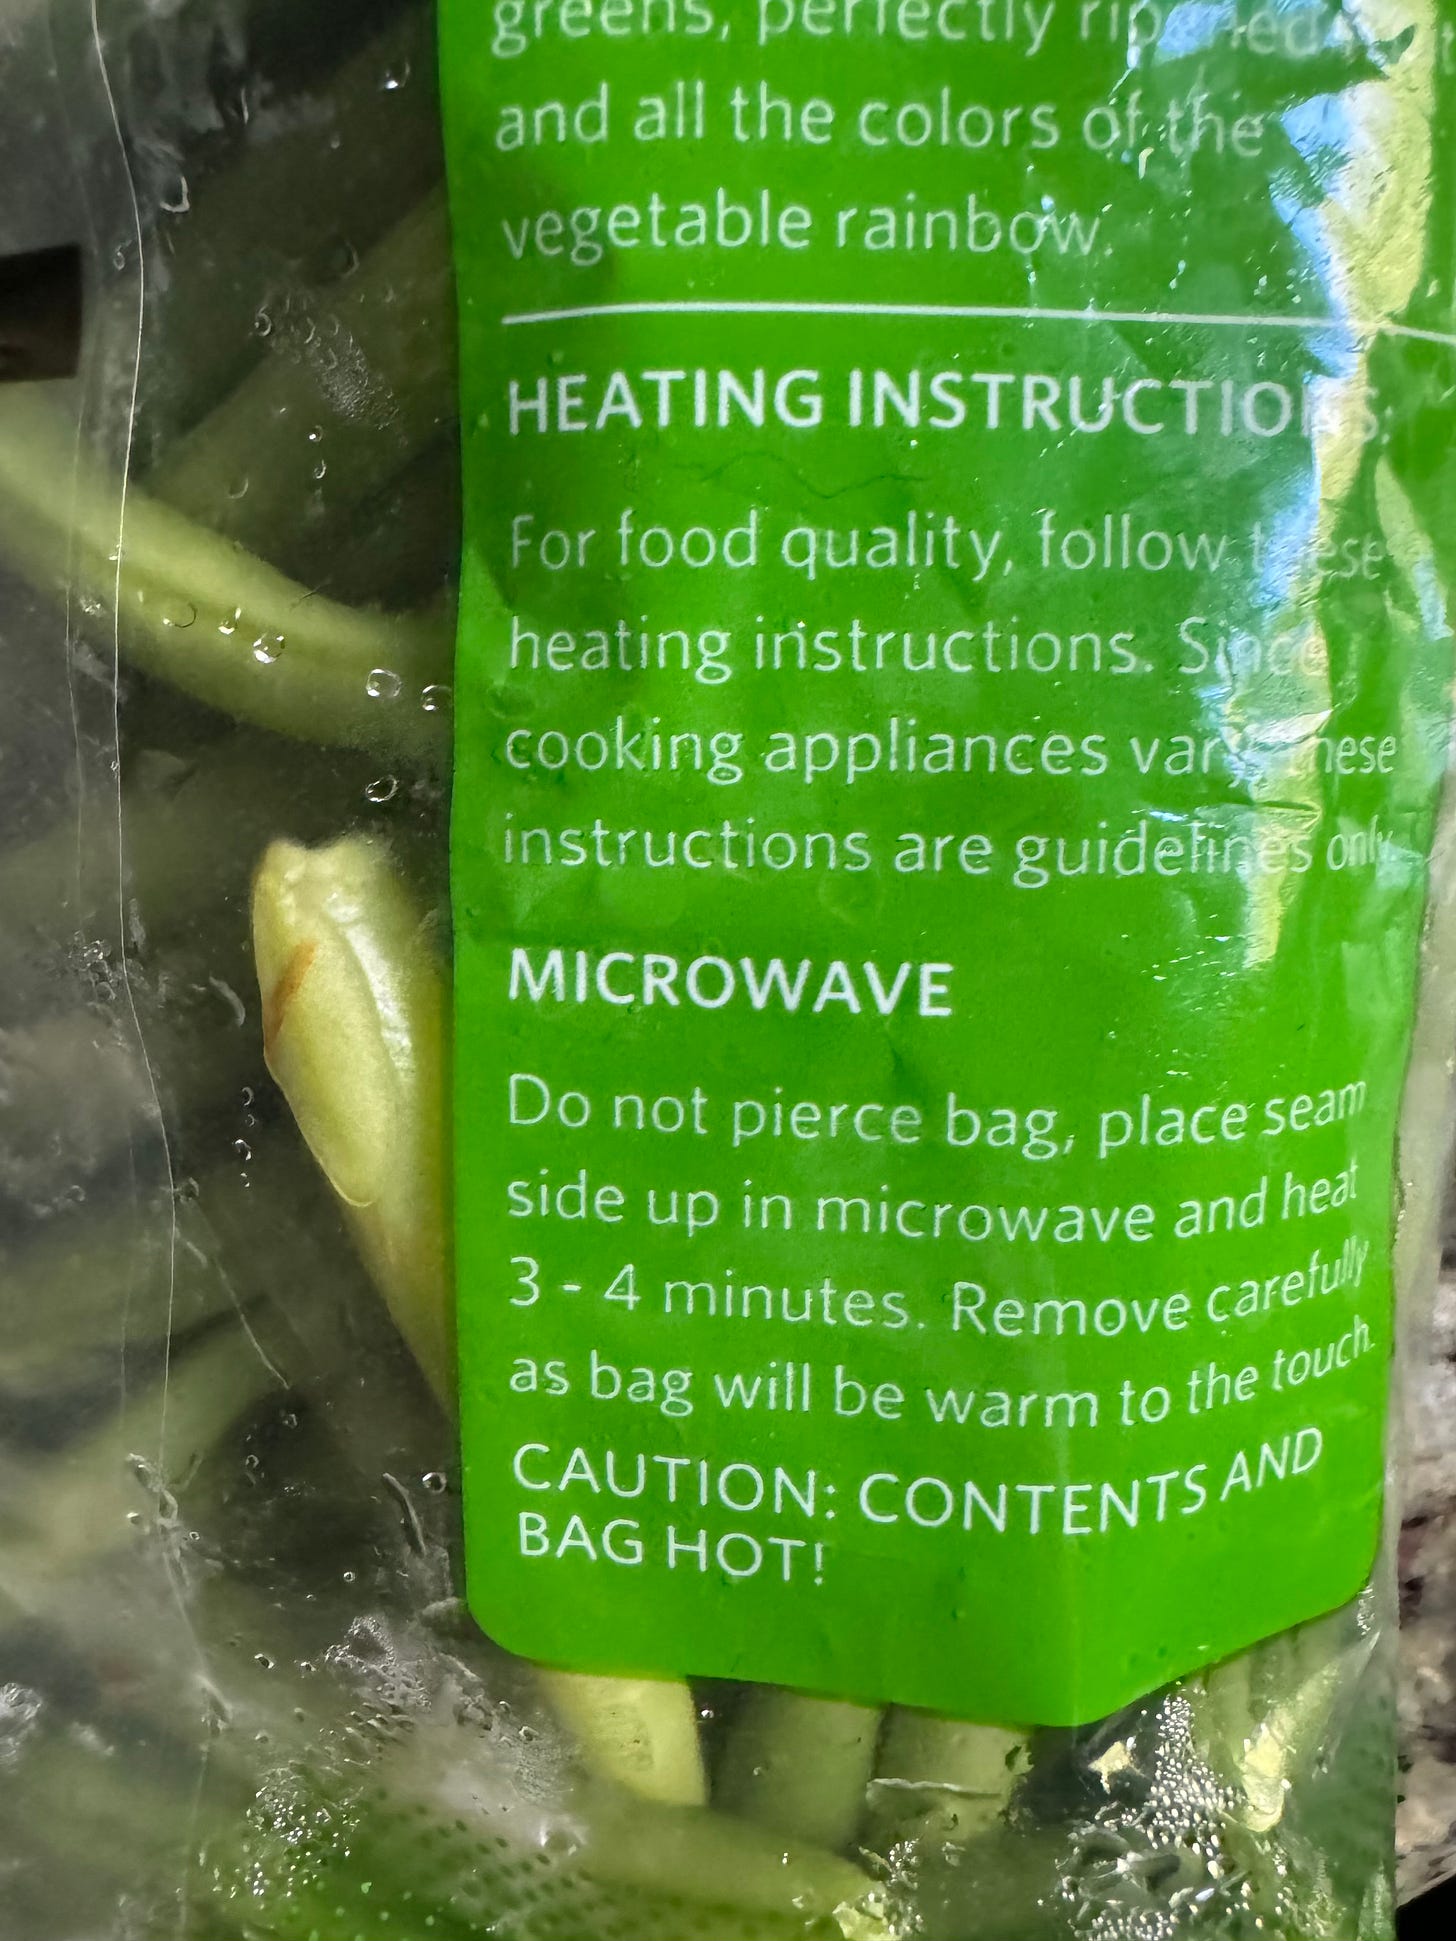 greens, perfectly
and all the colors of the
vegetable rainbow.
HEATING INSTRUCTIONS:
For food quality, follow these
heating instructions. Since
cooking appliances vary, these
instructions are guidelines only.
MICROWAVE
Do not pierce bag, place seam
side up in microwave and heat
3 - 4 minutes. Remove carefully
as bag will be warm to the touch.
CAUTION: CONTENTS AND
BAG HOT!